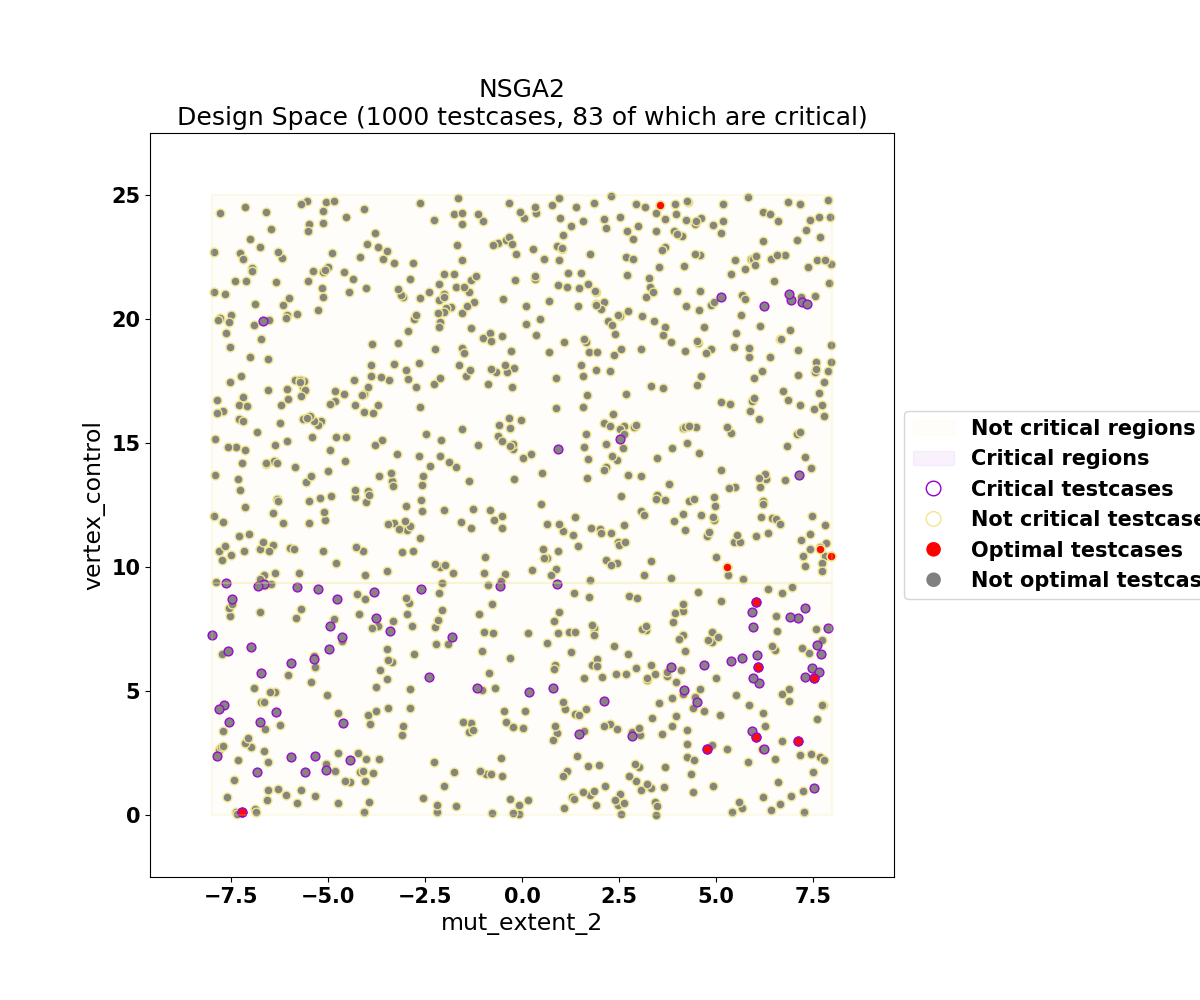 NSGA2
Design Space (1000 testcases, 83 of which are critical)
25
20
15
10
5
0
vertex_control
−7.5 −5.0 −2.5 0.0 2.5 5.0 7.5
mut_extent_2
Not critical regions
Critical regions
Critical testcases
Not critical testcase
Optimal testcases
Not optimal testcas